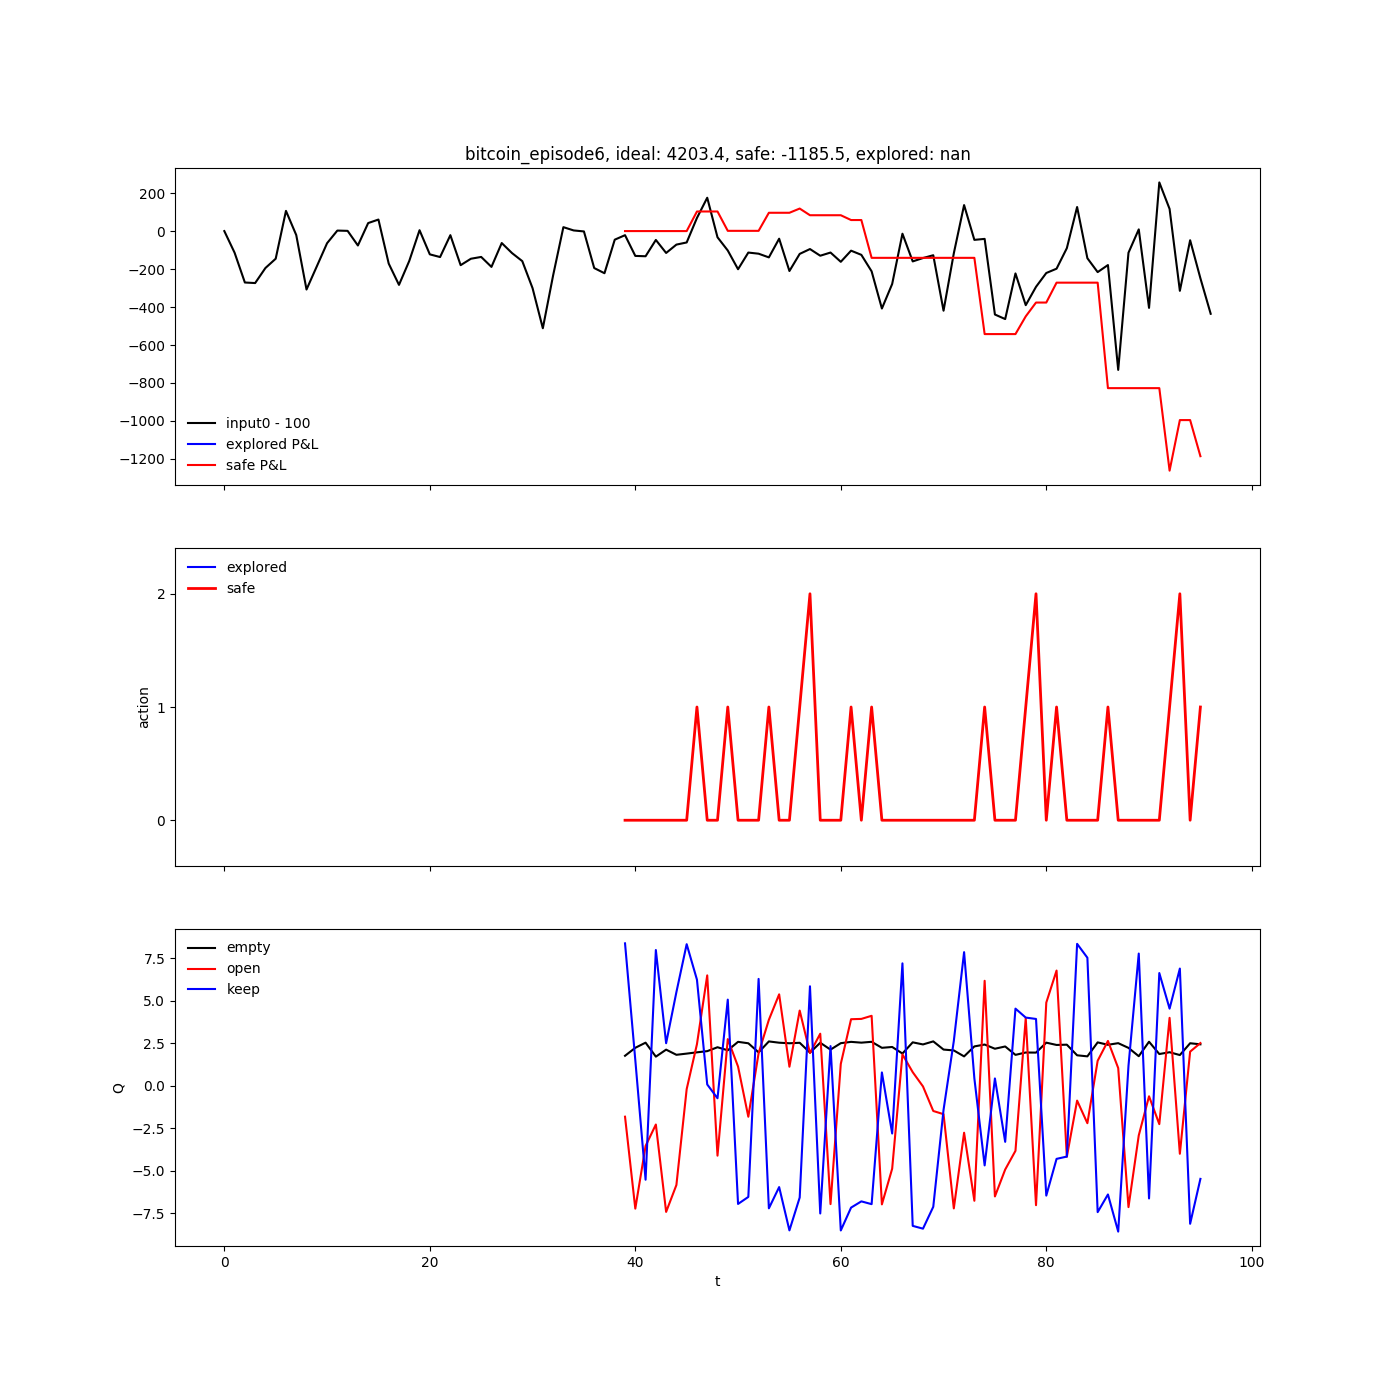 bitcoin_episode6, ideal: 4203.4, safe: -1185.5, explored: nan
200
0
−200
−400
−600
−800
−1000
−1200
input0 - 100
explored P&L
safe P&L
explored
safe
2
1
0
action
empty
open
keep
7.5
5.0
2.5
0.0
−2.5
−5.0
−7.5
Q
0 20 40 60 80 100
t